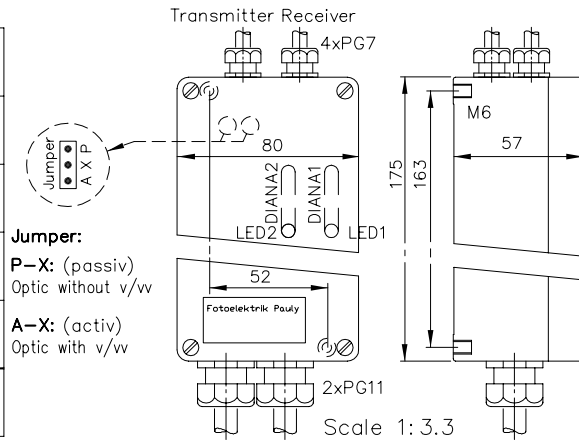 Transmitter Receiver
4xPG7
M6
80
57
Jumper
A X P
DIANA2
DIANA1
175
163
LED2
LED1
Jumper:
P-X: (passiv)
Optic without v/vv
52
Fotoelektrik Pauly
A-X: (activ)
Optic with v/vv
2xPG11
Scale 1:3.3